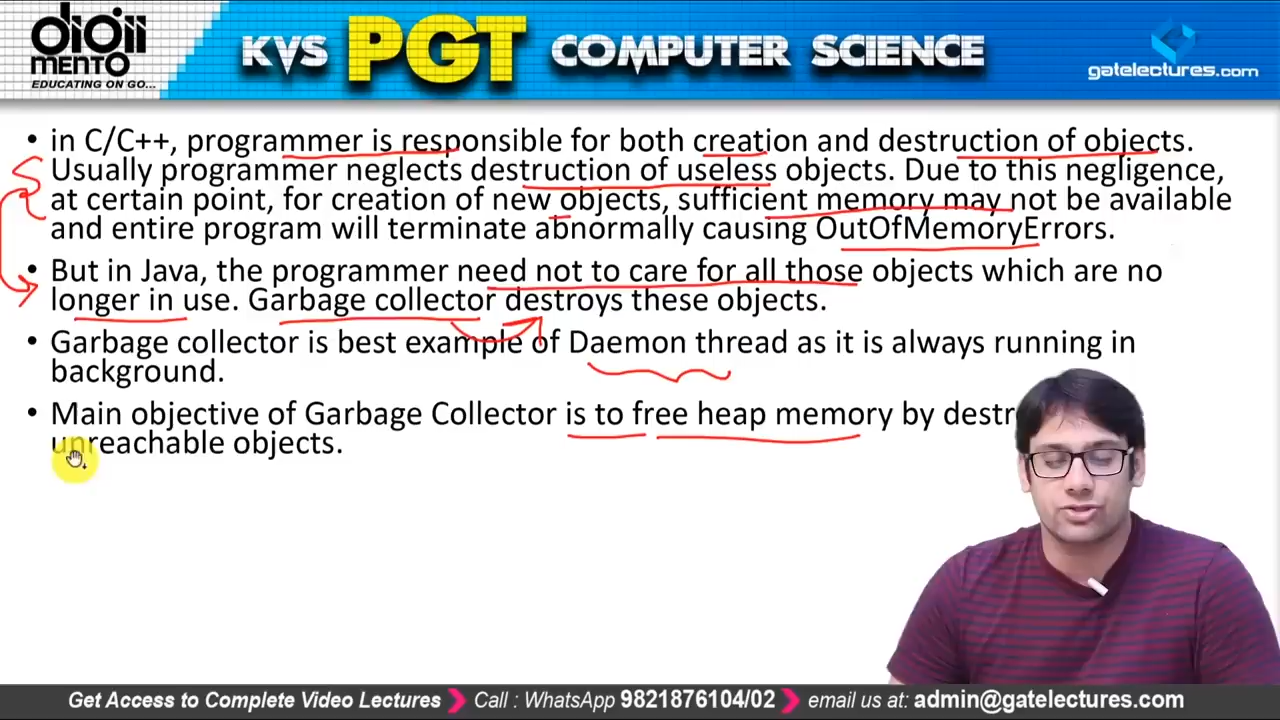 digii
MENTO
EDUCATING ON GO...
KVS PGT COMPUTER SCIENCE
gatelectures.com
• in C/C++, programmer is responsible for both creation and destruction of objects.
Usually programmer neglects destruction of useless objects. Due to this negligence,
at certain point, for creation of new objects, sufficient memory may not be available
and entire program will terminate abnormally causing OutOfMemoryErrors.
• But in Java, the programmer need not to care for all those objects which are no
longer in use. Garbage collector destroys these objects.
• Garbage collector is best example of Daemon thread as it is always running in
background.
• Main objective of Garbage Collector is to free heap memory by destr
unreachable objects.
Get Access to Complete Video Lectures Call : WhatsApp 9821876104/02 email us at: admin@gatelectures.com